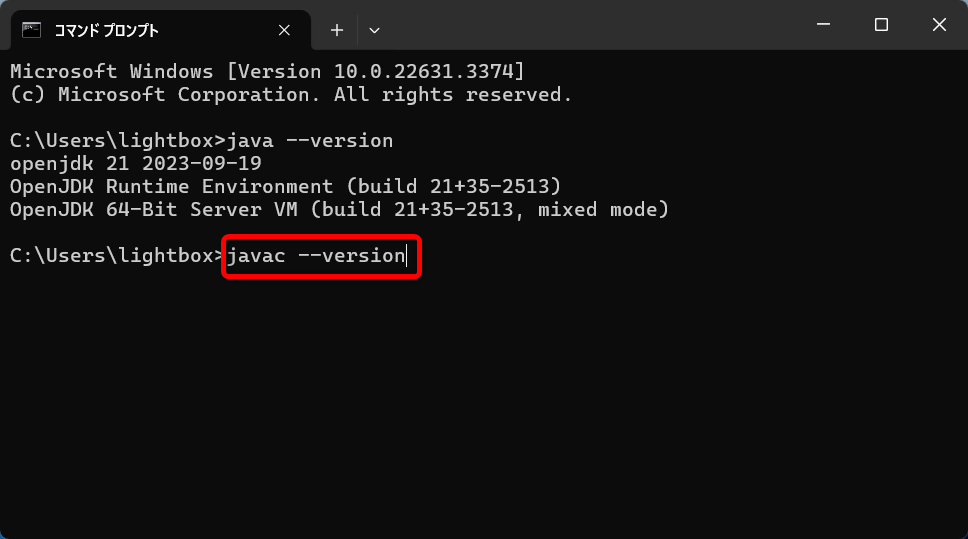 コマンド プロンプト
Microsoft Windows [Version 10.0.22631.3374]
(c) Microsoft Corporation. All rights reserved.
C:\Users\lightbox>java --version
openjdk 21 2023-09-19
OpenJDK Runtime Environment (build 21+35-2513)
OpenJDK 64-Bit Server VM (build 21+35-2513, mixed mode)
C:\Users\lightbox>javac --version